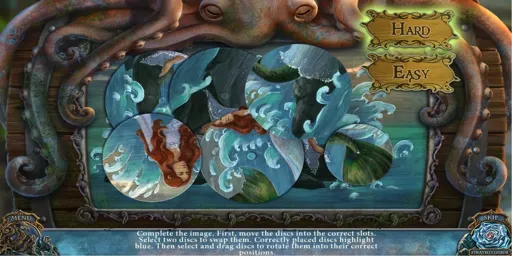 HARD
EASY
MENU
SKIP
Complete the image. First, move the discs into the correct slots.
Select two discs to swap them. Correctly placed discs highlight
blue. Then select and drag discs to rotate them into their correct
positions.
STRATEGY GUIDE